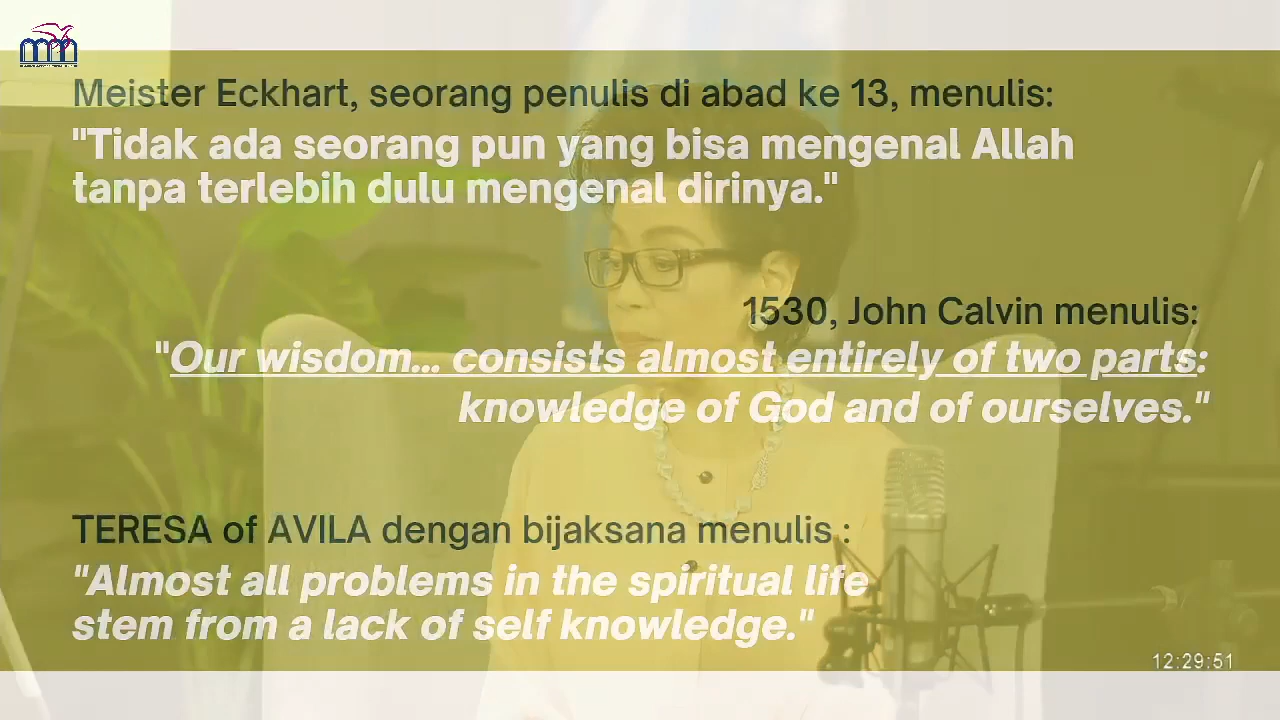 Meister Eckhart, seorang penulis di abad ke 13, menulis:
"Tidak ada seorang pun yang bisa mengenal Allah
tanpa terlebih dulu mengenal dirinya."
1530, John Calvin menulis:
"Our wisdom... consists almost entirely of two parts:
knowledge of God and of ourselves."
TERESA of AVILA dengan bijaksana menulis :
"Almost all problems in the spiritual life
stem from a lack of self knowledge."
12:29:51